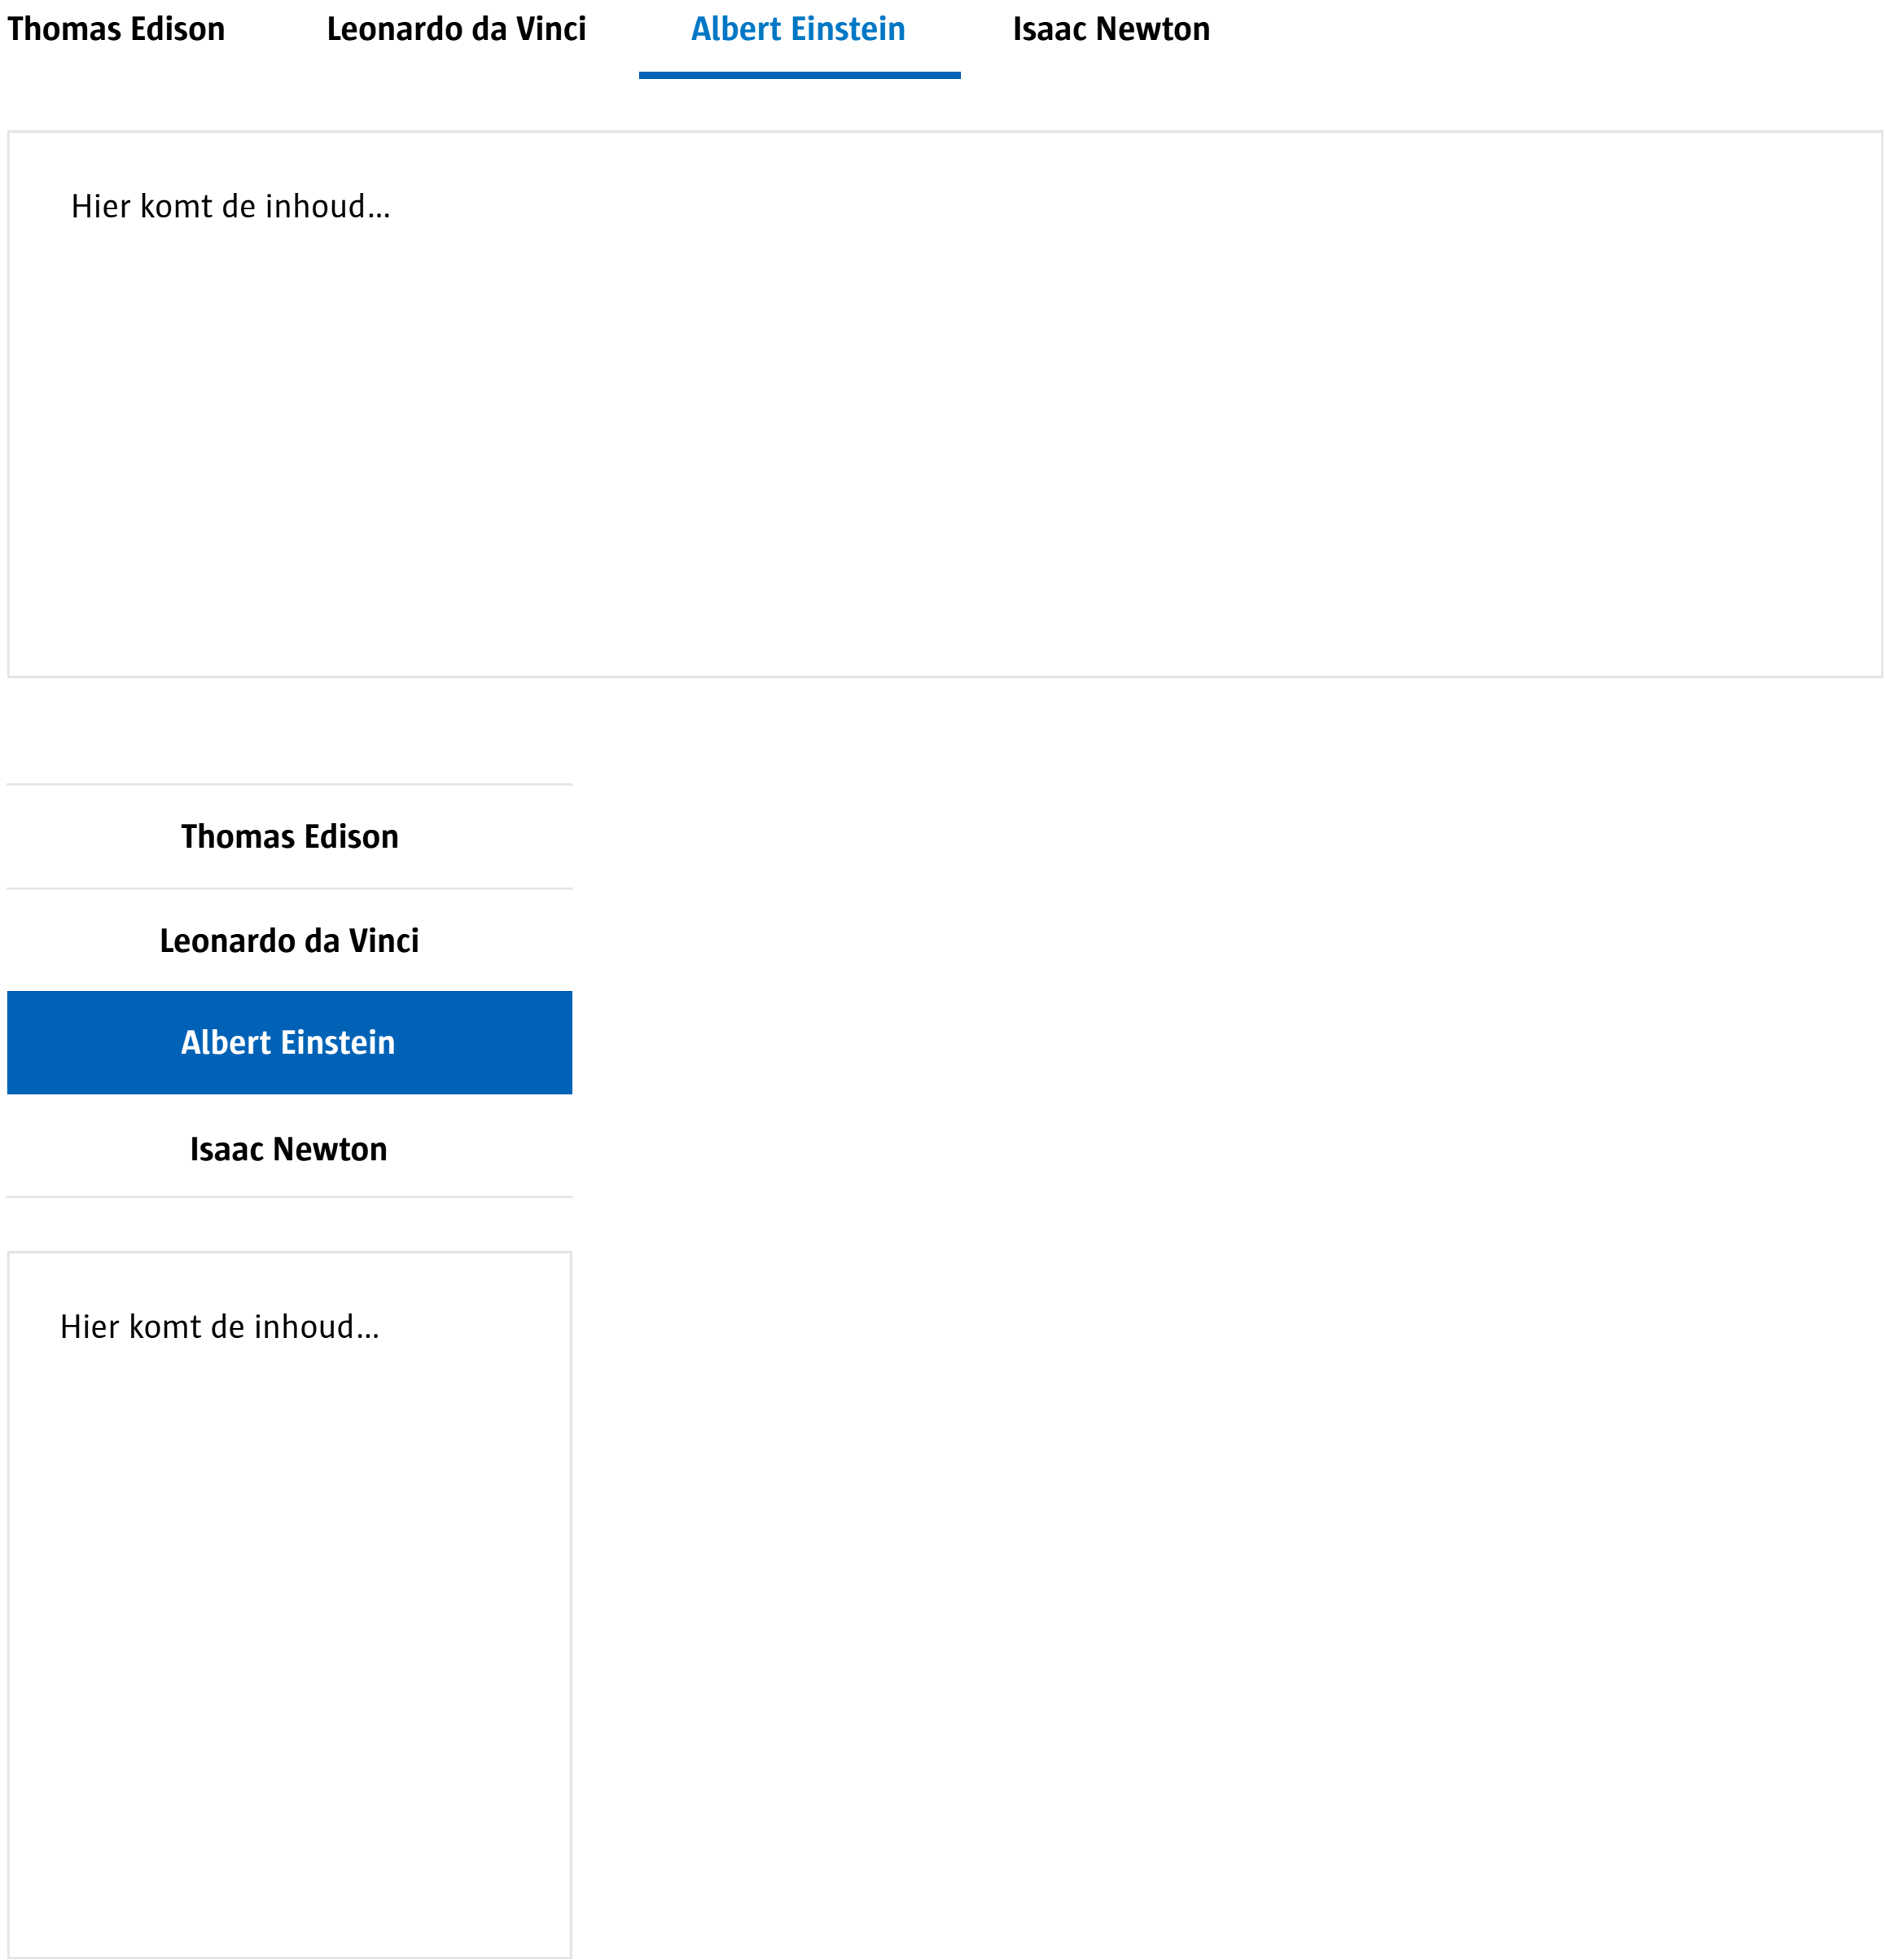 Thomas Edison Leonardo da Vinci Albert Einstein Isaac Newton
Hier komt de inhoud...
Thomas Edison
Leonardo da Vinci
Albert Einstein
Isaac Newton
Hier komt de inhoud...